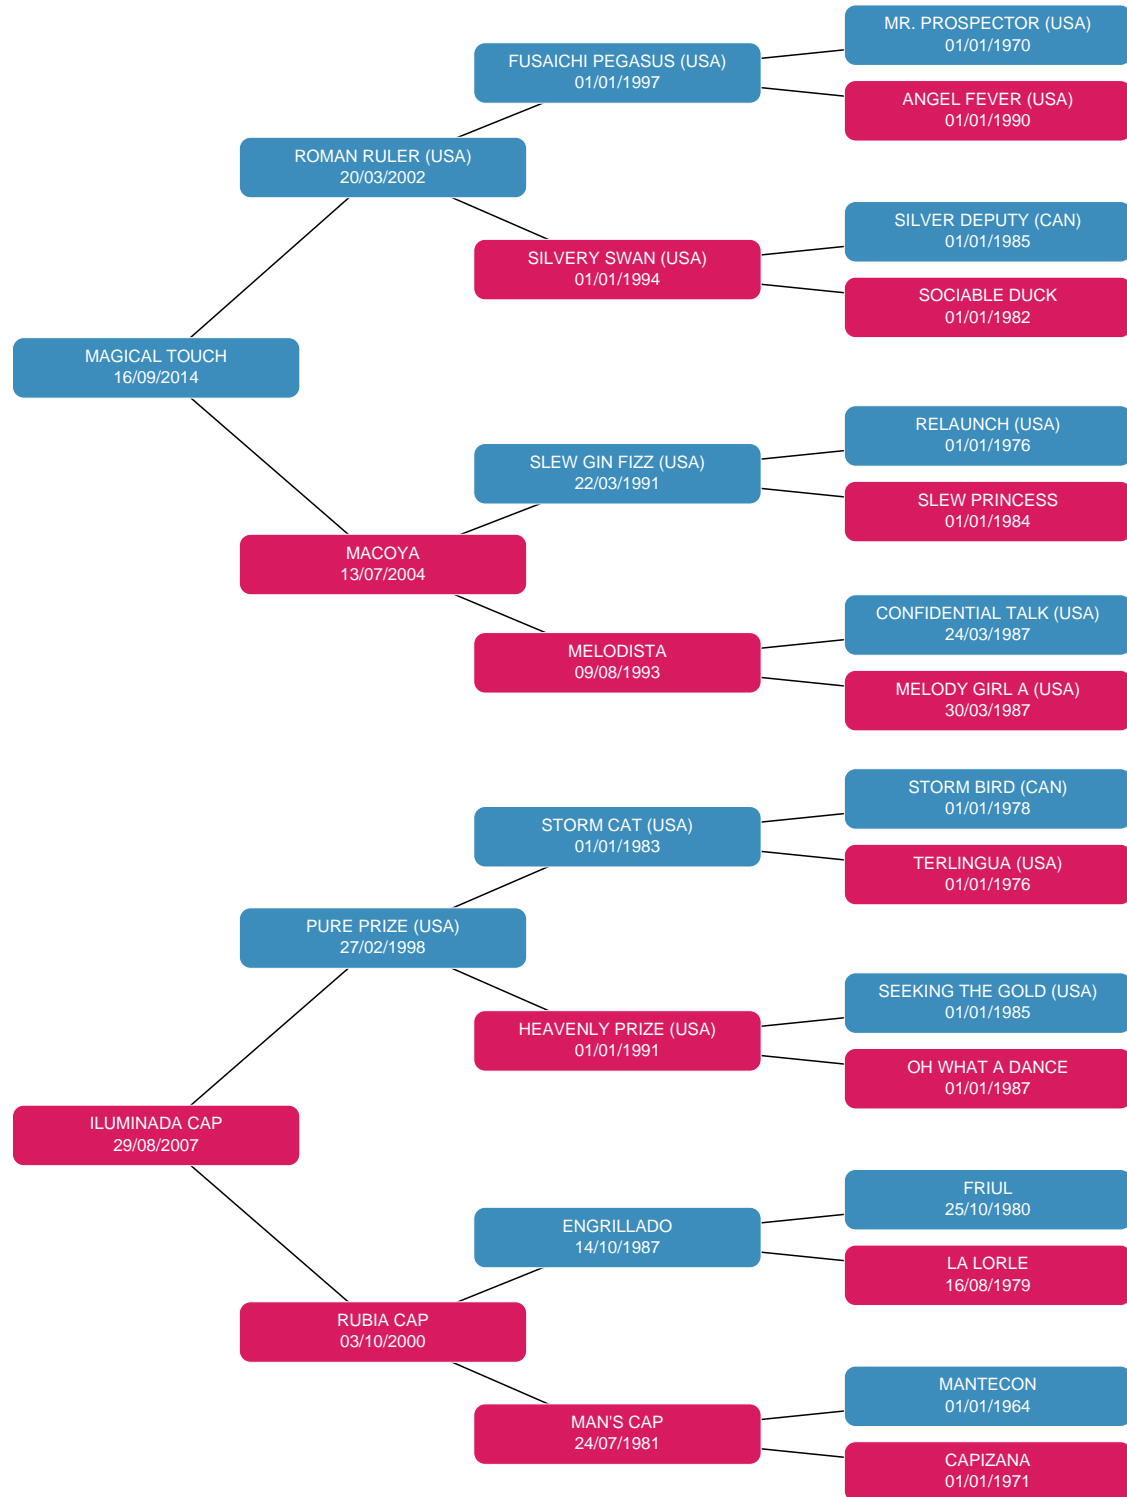 MR. PROSPECTOR (USA)
01/01/1970
FUSAICHI PEGASUS (USA)
01/01/1997
ANGEL FEVER (USA)
01/01/1990
ROMAN RULER (USA)
20/03/2002
SILVER DEPUTY (CAN)
01/01/1985
SILVERY SWAN (USA)
01/01/1994
SOCIABLE DUCK
01/01/1982
MAGICAL TOUCH
16/09/2014
RELAUNCH (USA)
01/01/1976
SLEW GIN FIZZ (USA)
22/03/1991
SLEW PRINCESS
01/01/1984
MACOYA
13/07/2004
CONFIDENTIAL TALK (USA)
24/03/1987
MELODISTA
09/08/1993
MELODY GIRL A (USA)
30/03/1987
STORM BIRD (CAN)
01/01/1978
STORM CAT (USA)
01/01/1983
TERLINGUA (USA)
01/01/1976
PURE PRIZE (USA)
27/02/1998
SEEKING THE GOLD (USA)
01/01/1985
HEAVENLY PRIZE (USA)
01/01/1991
OH WHAT A DANCE
01/01/1987
ILUMINADA CAP
29/08/2007
FRIUL
25/10/1980
ENGRILLADO
14/10/1987
LA LORLE
16/08/1979
RUBIA CAP
03/10/2000
MANTECON
01/01/1964
MAN'S CAP
24/07/1981
CAPIZANA
01/01/1971